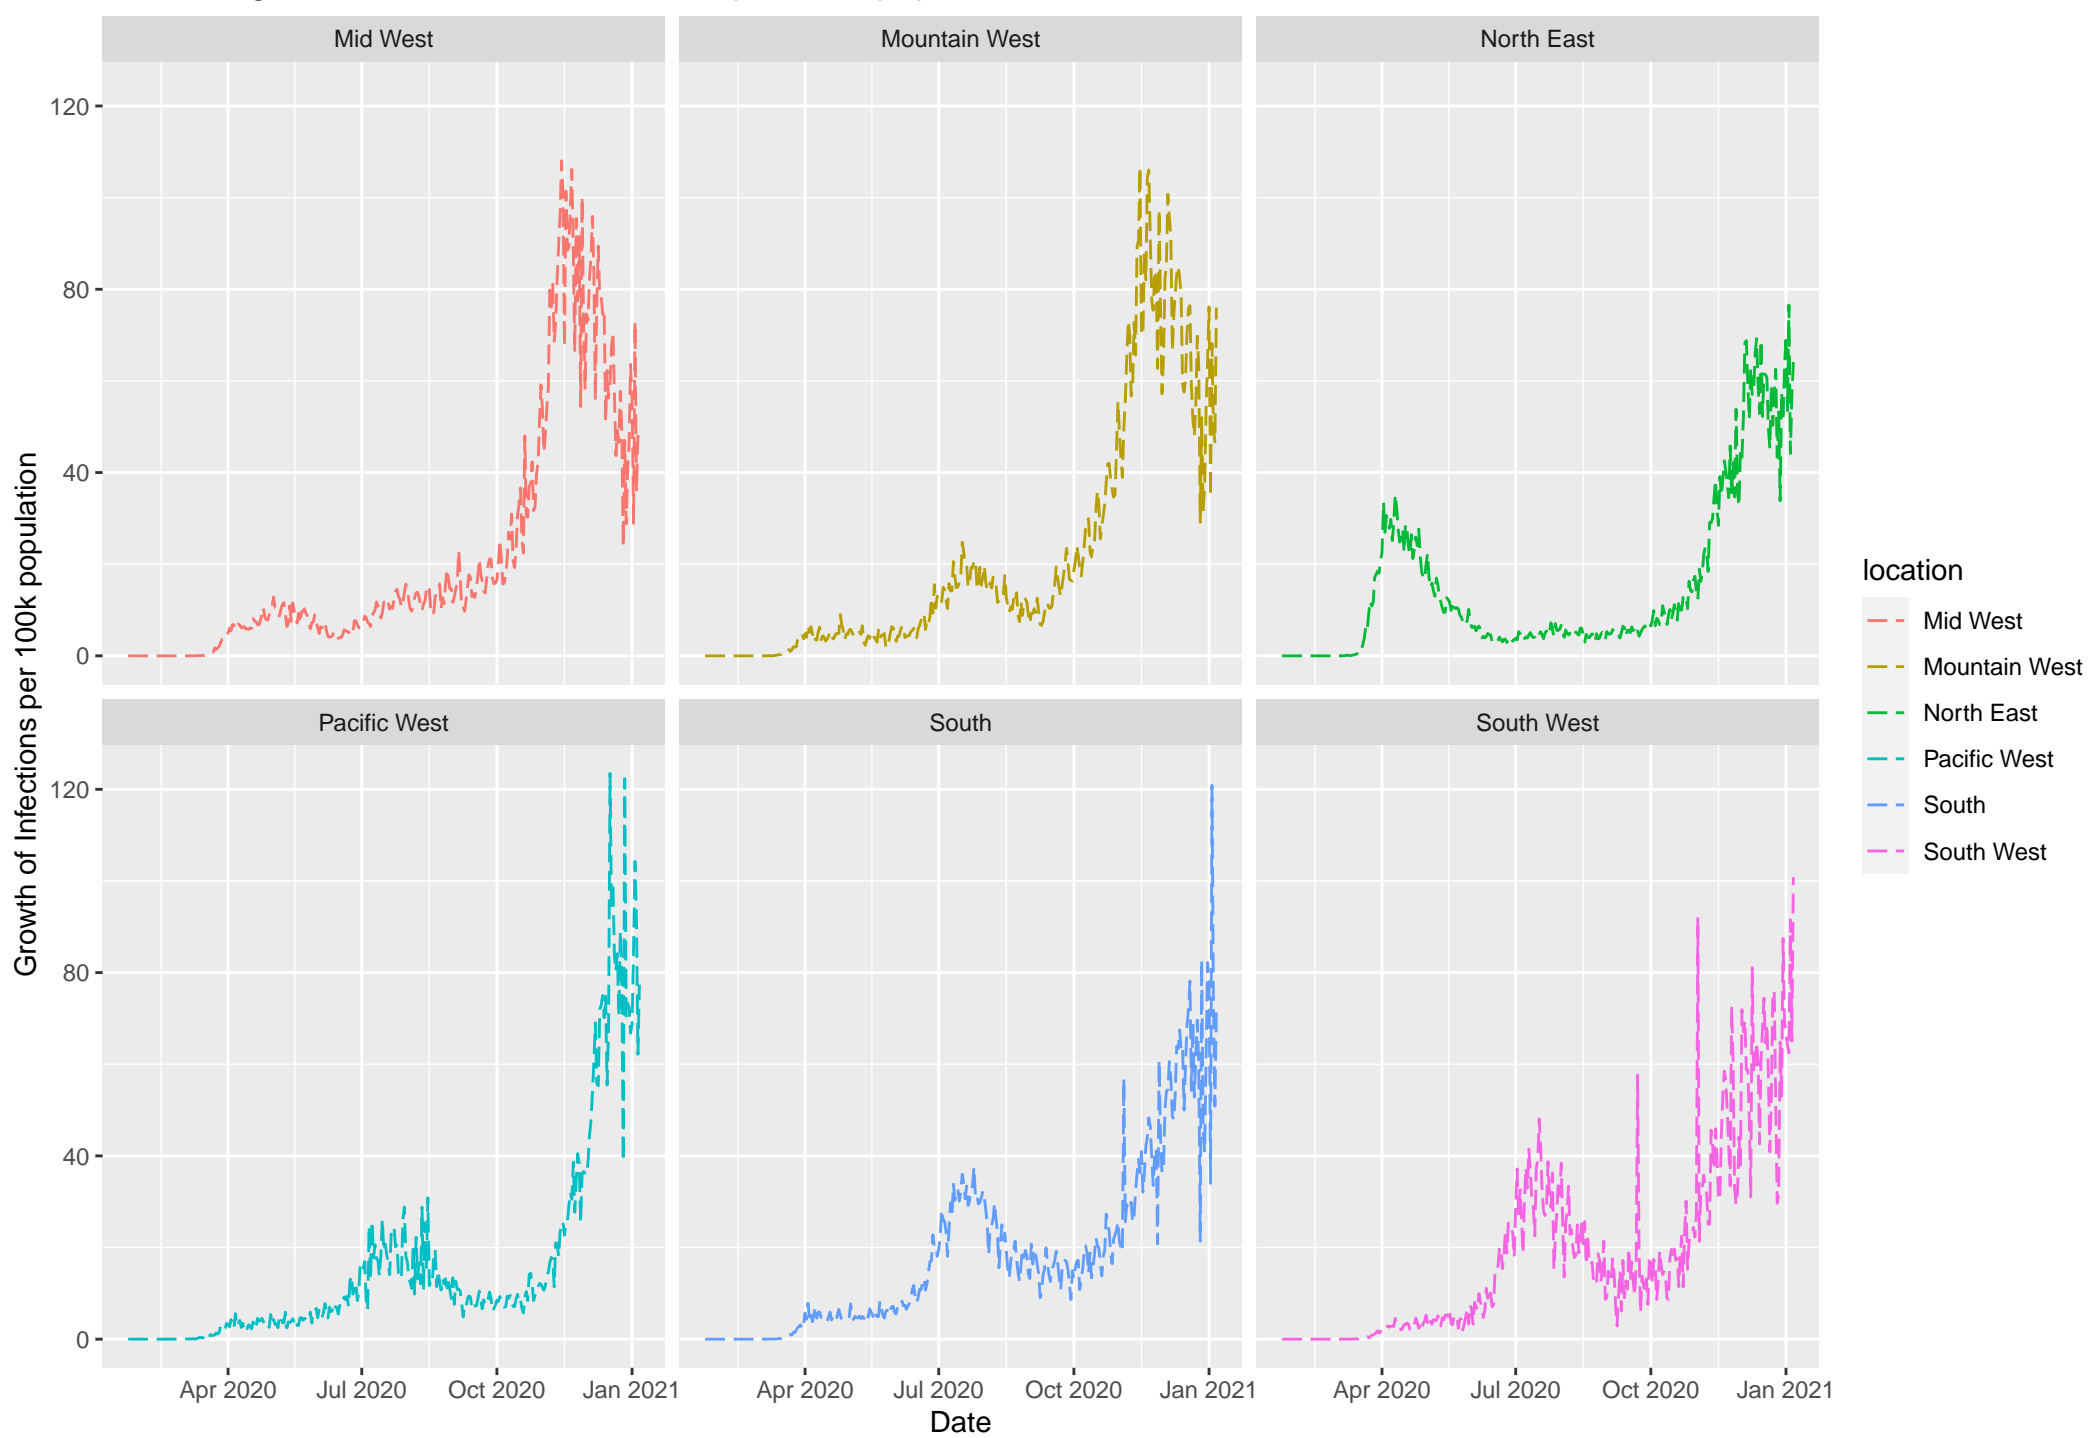 Mid West
Mountain West
North East
120
80
40
0
Pacific West
South
South West
120
80
40
0
Apr 2020
Jul 2020
Oct 2020
Jan 2021
Apr 2020
Jul 2020
Oct 2020
Jan 2021
Apr 2020
Jul 2020
Oct 2020
Jan 2021
Date
Growth of Infections per 100k population
location
Mid West
Mountain West
North East
Pacific West
South
South West